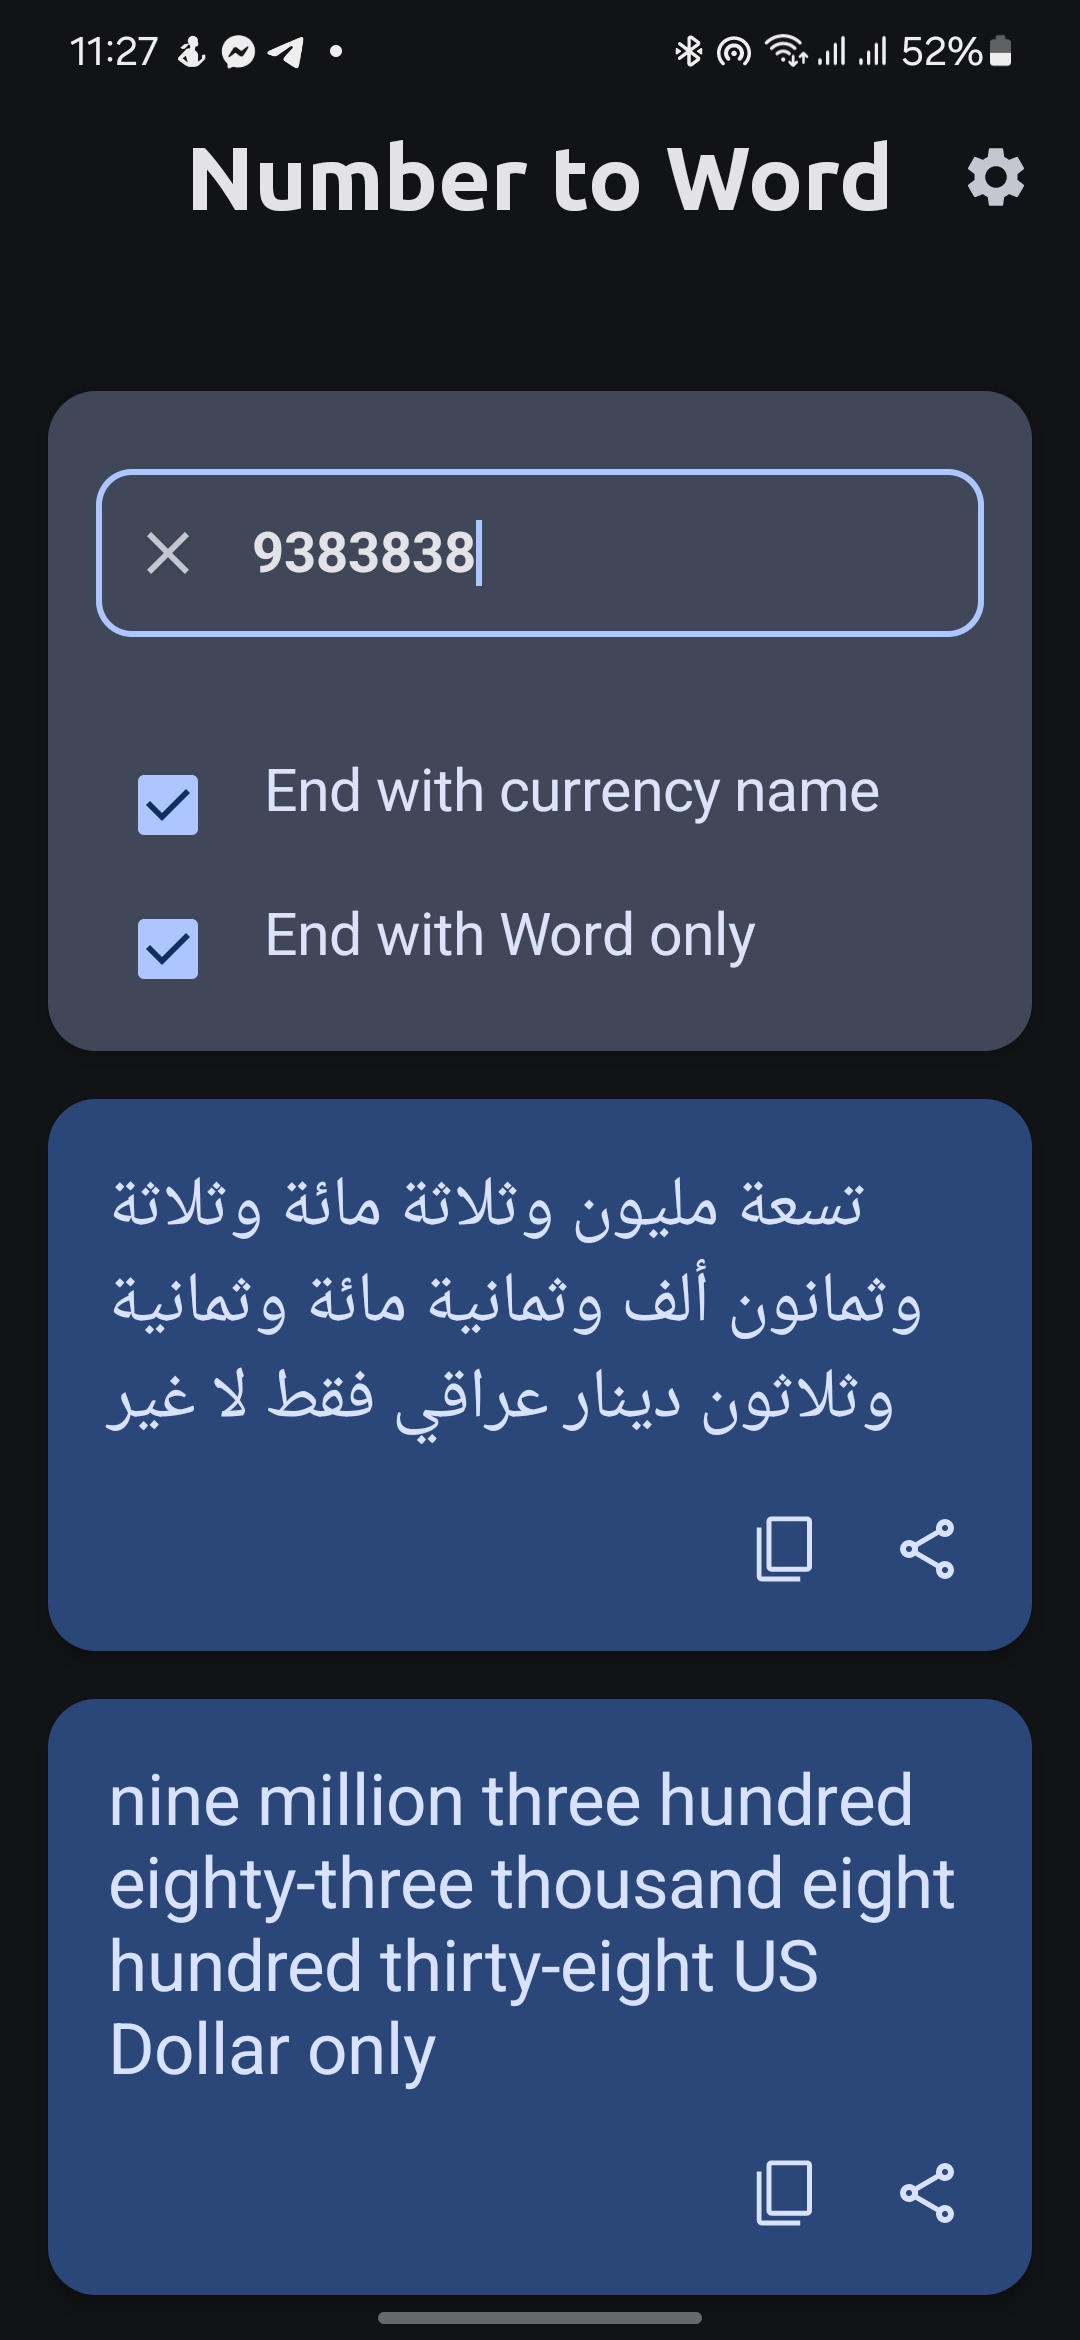 11:27
52%
Number to Word
9383838
End with currency name
End with Word only
تسعة مليون وثلاثة مائة وثلاثة
وثمانون ألف وثمانية مائة وثمانية
وثلاثون دينار عراقي فقط لا غير
nine million three hundred
eighty-three thousand eight
hundred thirty-eight US
Dollar only